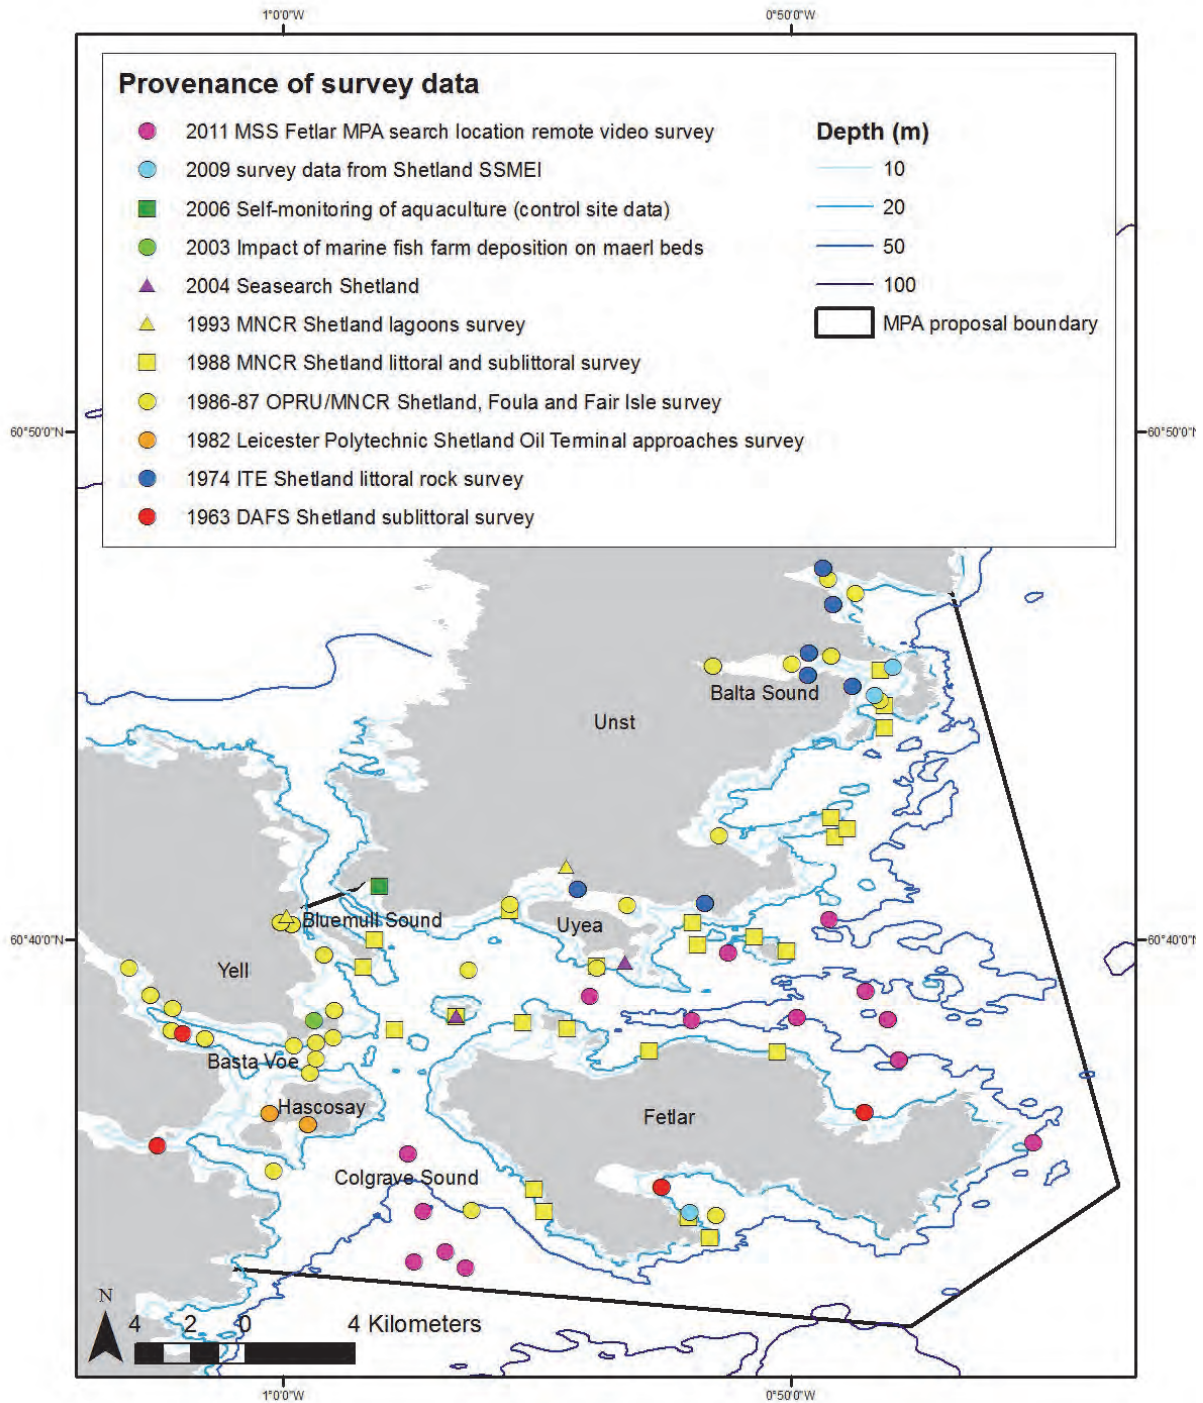 1°0'0"W
0°50'0"W
Provenance of survey data
2011 MSS Fetlar MPA search location remote video survey
2009 survey data from Shetland SSMEI
2006 Self-monitoring of aquaculture (control site data)
2003 Impact of marine fish farm deposition on maerl beds
2004 Seasearch Shetland
1993 MNCR Shetland lagoons survey
1988 MNCR Shetland littoral and sublittoral survey
1986-87 OPRU/MNCR Shetland, Foula and Fair Isle survey
1982 Leicester Polytechnic Shetland Oil Terminal approaches survey
1974 ITE Shetland littoral rock survey
1963 DAFS Shetland sublittoral survey
Depth (m)
10
20
50
100
MPA proposal boundary
60°50'0"N
60°50'0"N
Balta Sound
Unst
Bluemull Sound
Uyea
60°40'0"N
60°40'0"N
Yell
Basta Voe
Hascosay
Fetlar
Colgrave Sound
N
4 2 0 4 Kilometers
1°0'0"W
0°50'0"W